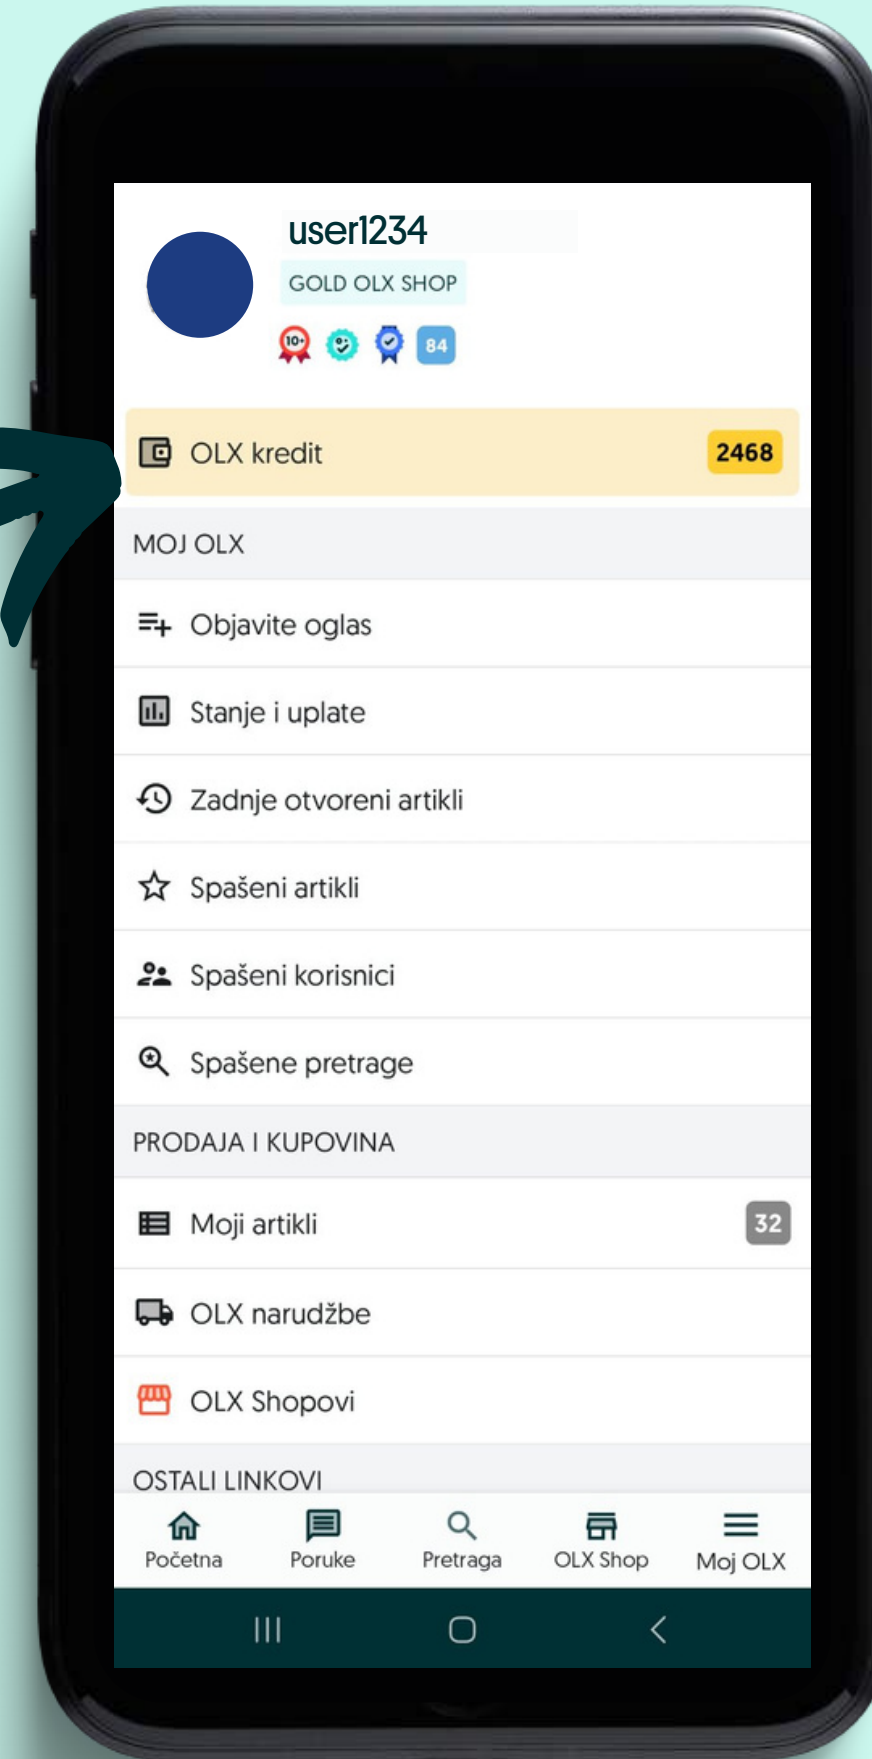 user1234
GOLD OLX SHOP
10+
84
OLX kredit
2468
MOJ OLX
Objavite oglas
Stanje i uplate
Zadnje otvoreni artikli
Spašeni artikli
Spašeni korisnici
Spašene pretrage
PRODAJA I KUPOVINA
Moji artikli
32
OLX narudžbe
OLX Shopovi
OSTALI LINKOVI
Početna
Poruke
Pretraga
OLX Shop
Moj OLX